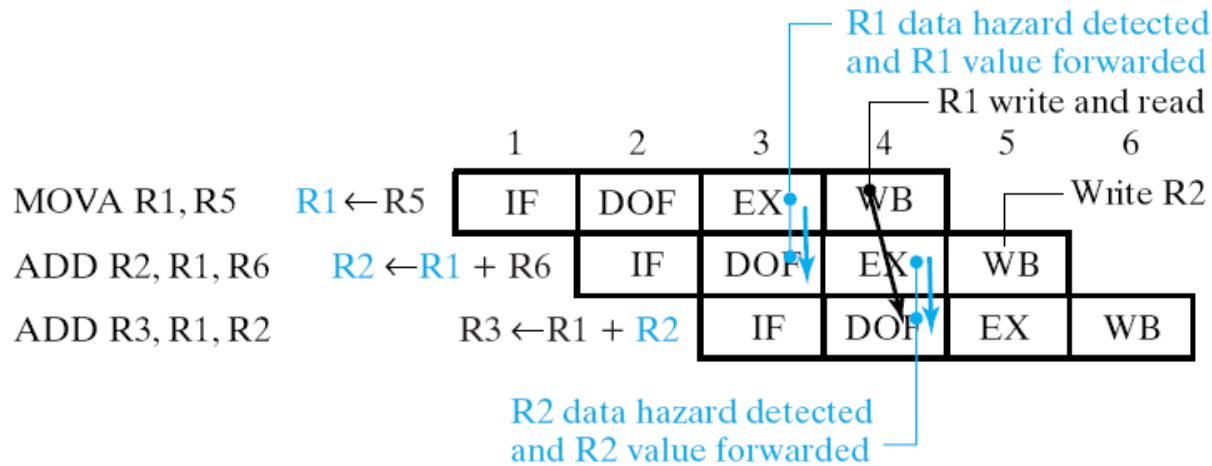 R1 data hazard detected
and R1 value forwarded
R1 write and read
1 2 3 4 5 6
MOVA R1, R5 R1 ← R5 IF DOF EX WB Write R2
ADD R2, R1, R6 R2 ← R1 + R6 IF DOF EX WB
ADD R3, R1, R2 R3 ← R1 + R2 IF DOF EX WB
R2 data hazard detected
and R2 value forwarded